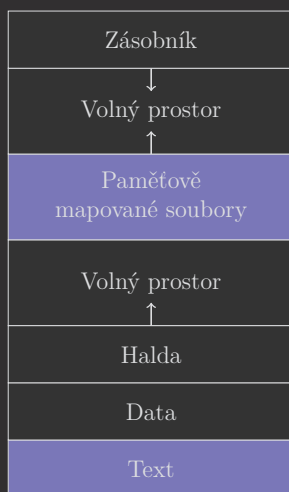 Zásobník
Volný prostor
Paměťově
mapované soubory
Volný prostor
Halda
Data
Text